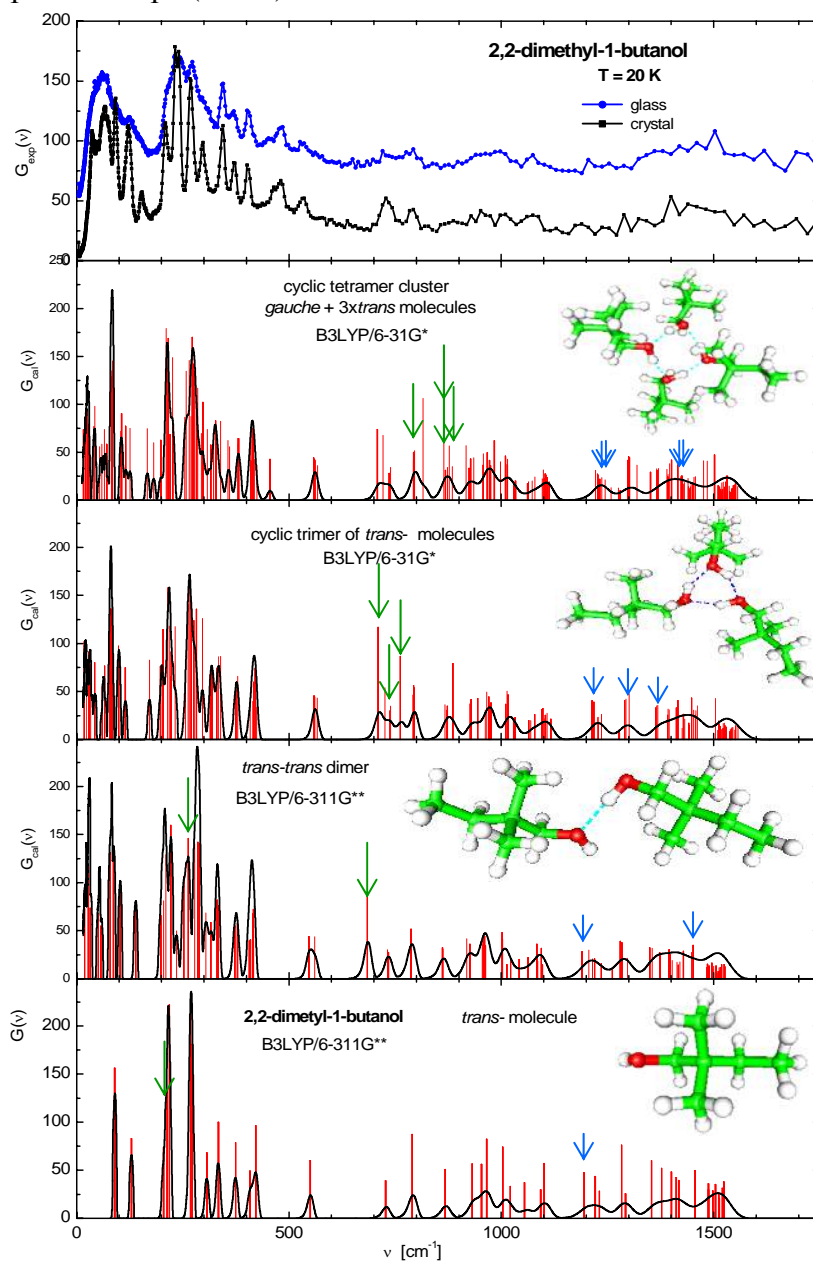 200
2,2-dimethyl-1-butanol
T = 20 K
150
glass
crystal
G_exp(ν)
100
50
0
250
cyclic tetramer cluster
gauche + 3xtrans molecules
B3LYP/6-31G*
200
150
G_cal(ν)
100
50
0
cyclic trimer of trans- molecules
B3LYP/6-31G*
200
150
G_cal(ν)
100
50
0
trans-trans dimer
B3LYP/6-311G**
200
150
G_cal(ν)
100
50
0
2,2-dimetyl-1-butanol
trans- molecule
B3LYP/6-311G**
200
150
G(ν)
100
50
0
0
500
1000
1500
ν [cm⁻¹]